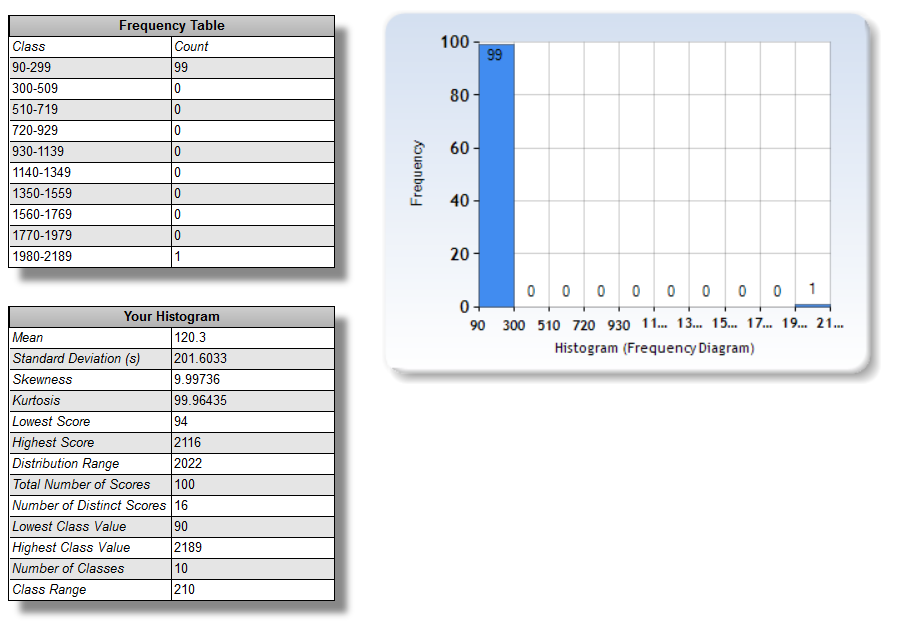 Frequency Table
Class Count
90-299 99
300-509 0
510-719 0
720-929 0
930-1139 0
1140-1349 0
1350-1559 0
1560-1769 0
1770-1979 0
1980-2189 1
Your Histogram
Mean 120.3
Standard Deviation (s) 201.6033
Skewness 9.99736
Kurtosis 99.96435
Lowest Score 94
Highest Score 2116
Distribution Range 2022
Total Number of Scores 100
Number of Distinct Scores 16
Lowest Class Value 90
Highest Class Value 2189
Number of Classes 10
Class Range 210
100
80
60
40
20
0
Frequency
99 0 0 0 0 0 0 0 0 1
90 300 510 720 930 11... 13... 15... 17... 19... 21...
Histogram (Frequency Diagram)